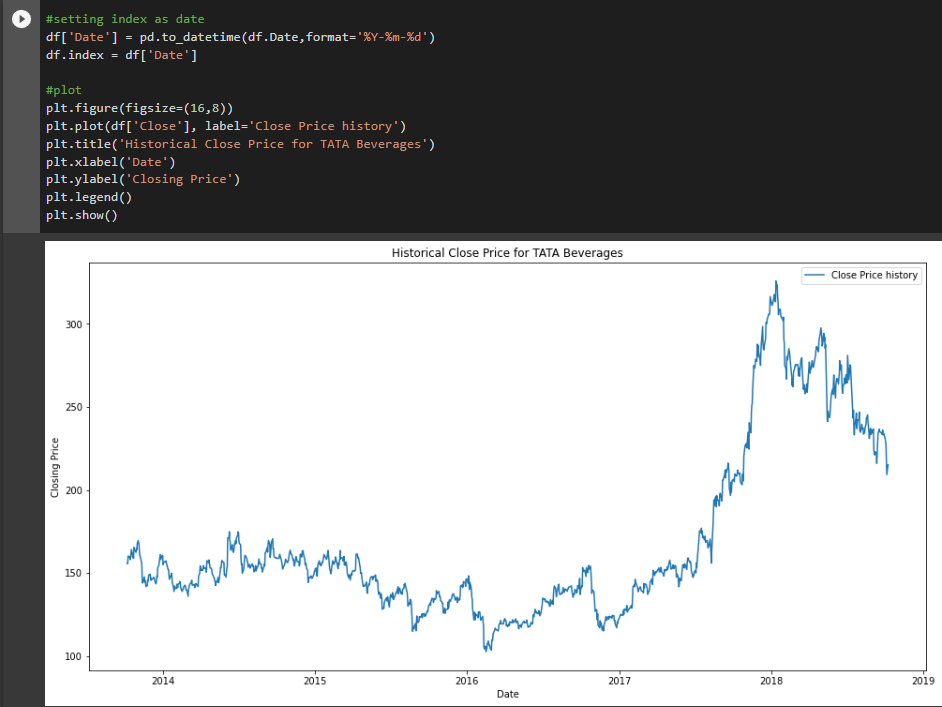 #setting index as date
df['Date'] = pd.to_datetime(df.Date,format='%Y-%m-%d')
df.index = df['Date']
#plot
plt.figure(figsize=(16,8))
plt.plot(df['Close'], label='Close Price history')
plt.title('Historical Close Price for TATA Beverages')
plt.xlabel('Date')
plt.ylabel('Closing Price')
plt.legend()
plt.show()
Historical Close Price for TATA Beverages
Close Price history
300
250
200
150
100
Closing Price
2014 2015 2016 2017 2018 2019
Date